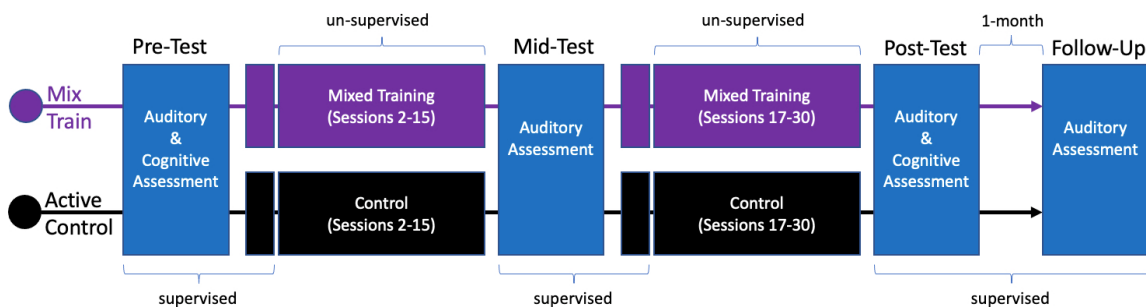 un-supervised
un-supervised
1-month
Pre-Test
Mid-Test
Post-Test
Follow-Up
Mix
Train
Auditory
&
Cognitive
Assessment
Mixed Training
(Sessions 2-15)
Auditory
Assessment
Mixed Training
(Sessions 17-30)
Auditory
&
Cognitive
Assessment
Auditory
Assessment
Active
Control
Control
(Sessions 2-15)
Control
(Sessions 17-30)
supervised
supervised
supervised